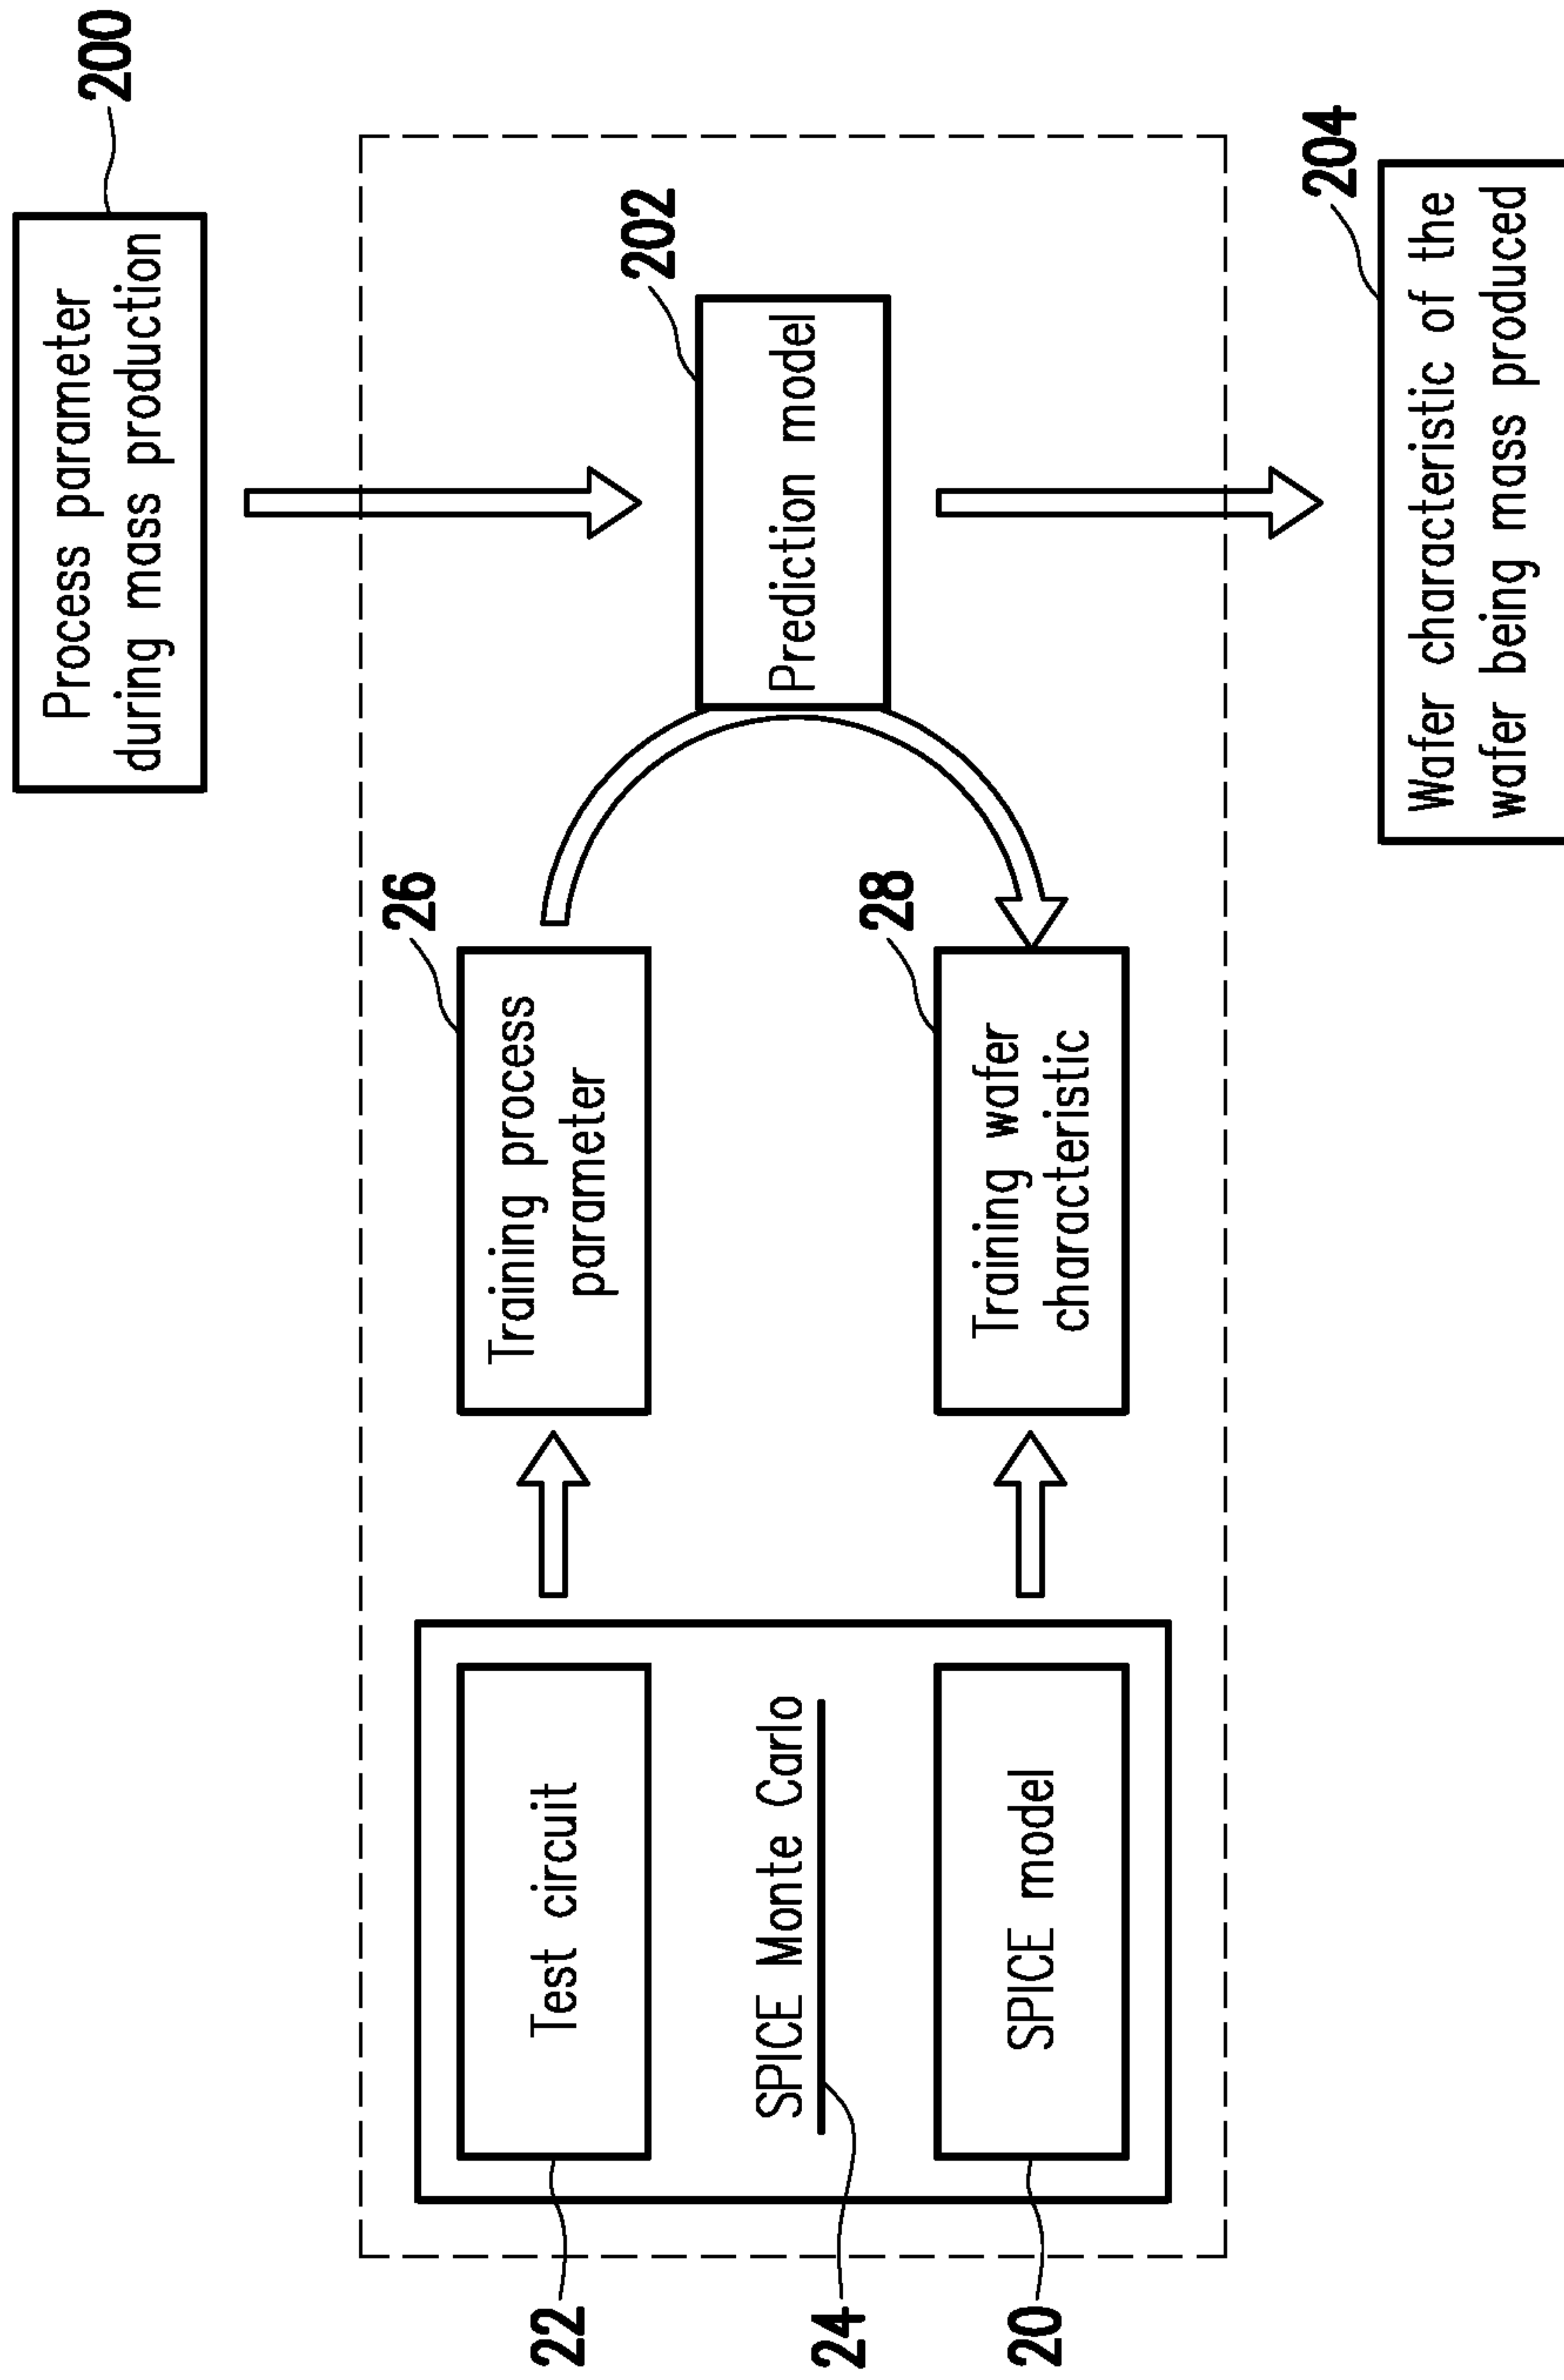 200
Process parameter
during mass production
22
Test circuit
24
SPICE Monte Carlo
20
SPICE model
26
Training process
parameter
28
Training wafer
characteristic
202
Prediction model
204
Wafer characteristic of the
wafer being mass produced